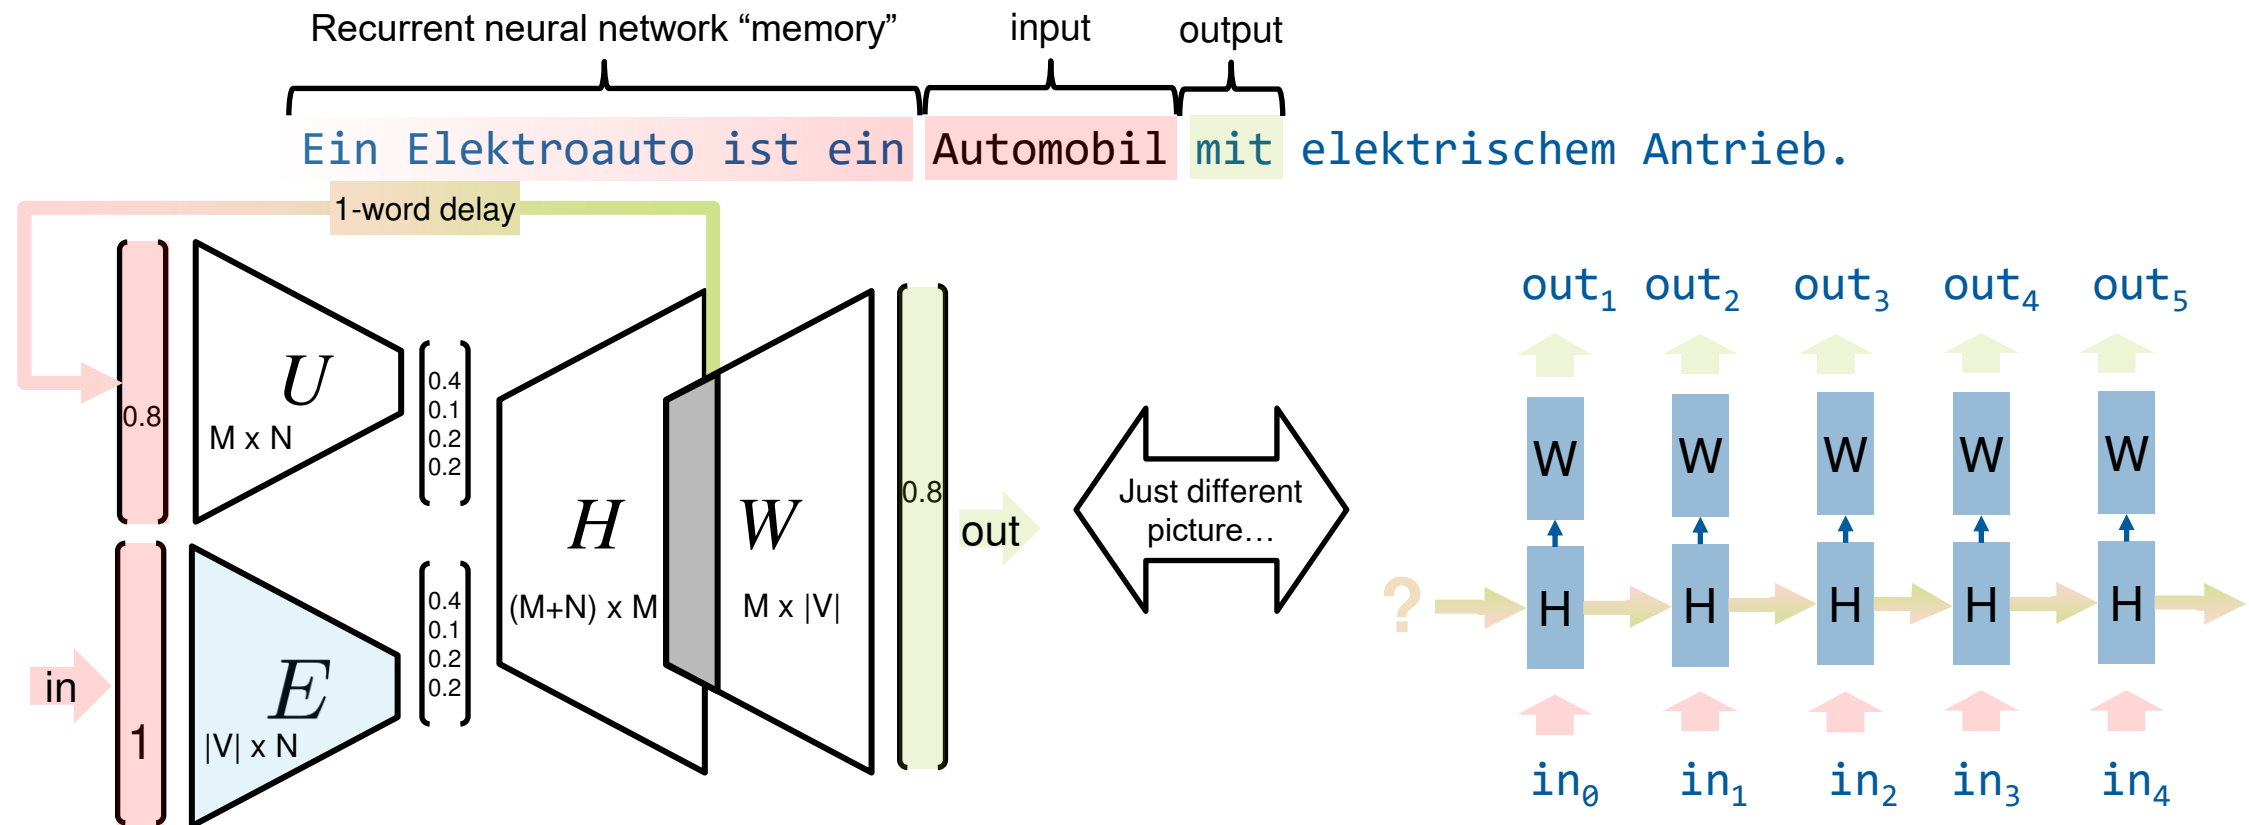 Recurrent neural network “memory” input output
Ein Elektroauto ist ein Automobil mit elektrischem Antrieb.
1-word delay
0.8
U
M x N
0.4
0.1
0.2
0.2
in
1
E
|V| x N
0.4
0.1
0.2
0.2
H
(M+N) x M
W
M x |V|
0.8
out
Just different
picture…
out1 out2 out3 out4 out5
W W W W W
? H H H H H
in0 in1 in2 in3 in4